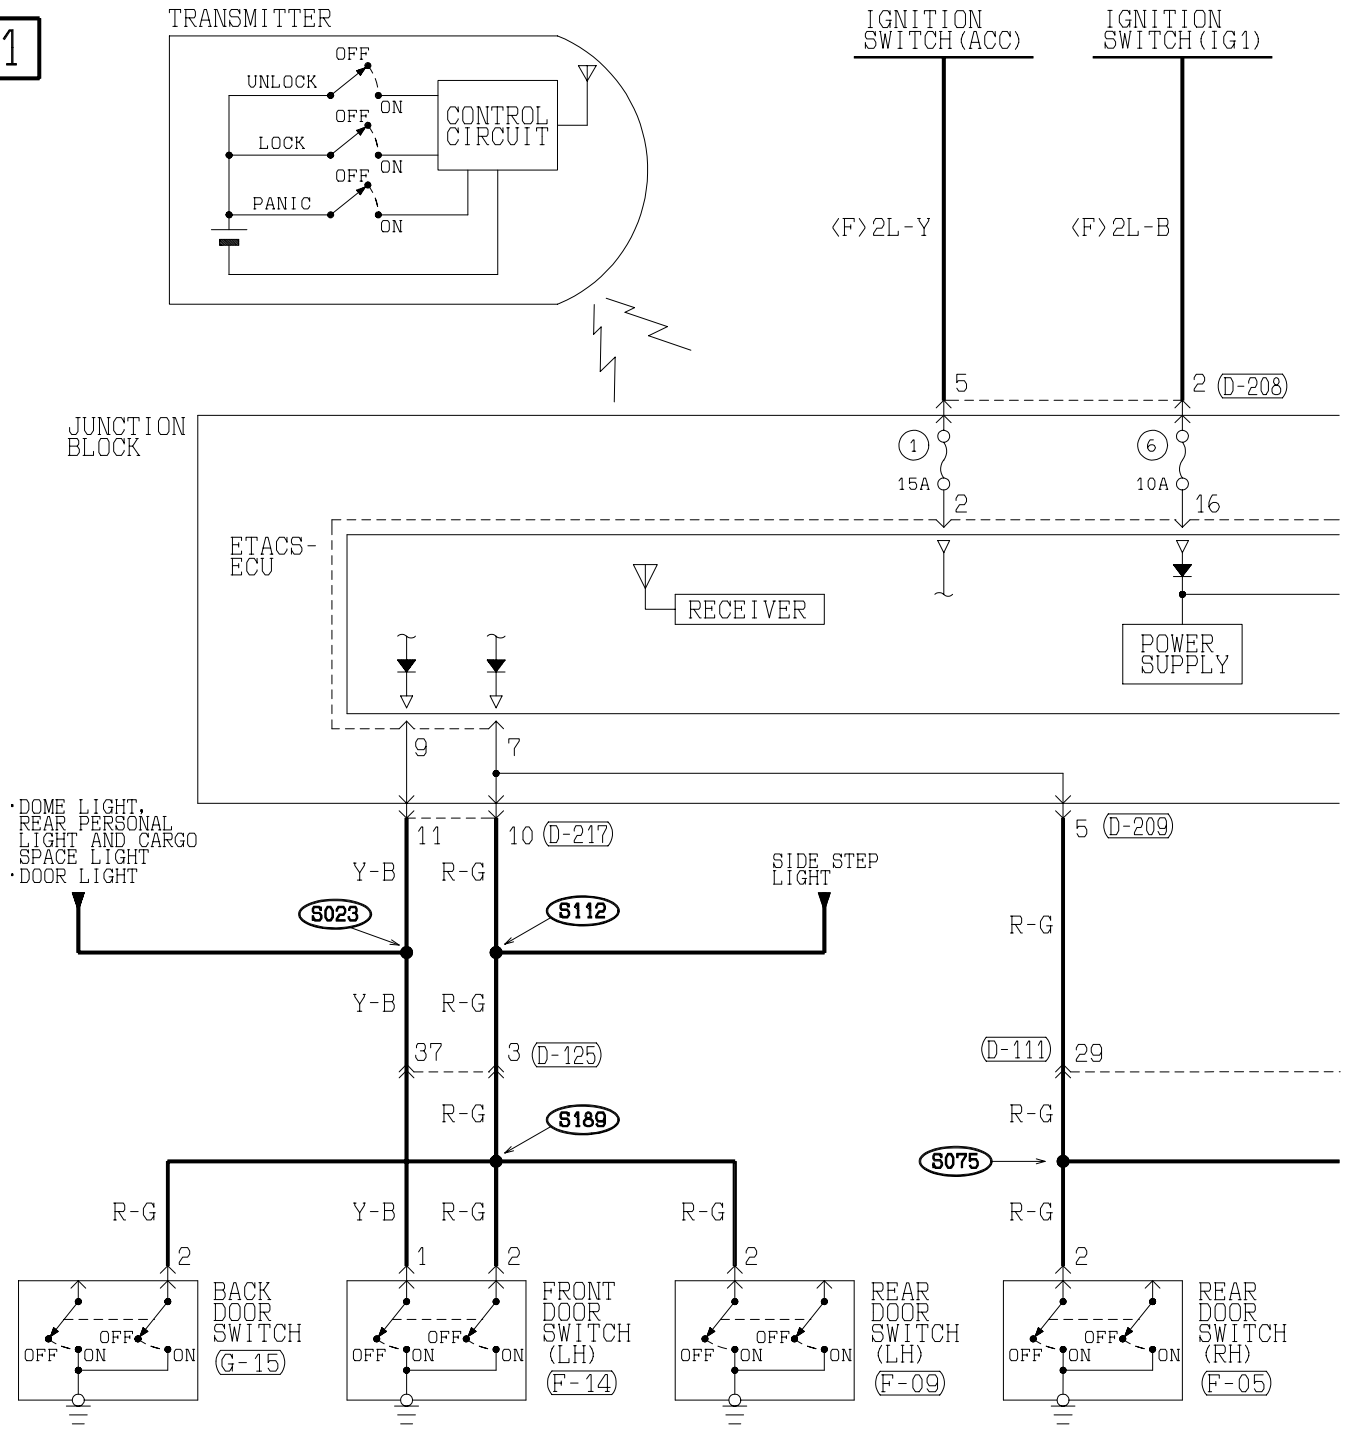 1
TRANSMITTER
IGNITION
SWITCH(ACC)
IGNITION
SWITCH(IG1)
OFF
UNLOCK
ON
OFF
LOCK
ON
OFF
PANIC
ON
CONTROL
CIRCUIT
<F>2L-Y
<F>2L-B
5
2
D-208
JUNCTION
BLOCK
1
15A
6
10A
2
16
ETACS-
ECU
RECEIVER
POWER
SUPPLY
9
7
·DOME LIGHT,
REAR PERSONAL
LIGHT AND CARGO
SPACE LIGHT
·DOOR LIGHT
11
10
D-217
5
D-209
Y-B
R-G
SIDE STEP
LIGHT
S023
S112
R-G
Y-B
R-G
37
3
D-125
D-111
29
R-G
S189
R-G
S075
R-G
Y-B
R-G
R-G
R-G
2
1
2
2
2
BACK
DOOR
SWITCH
G-15
OFF
OFF
ON
ON
FRONT
DOOR
SWITCH
(LH)
F-14
OFF
OFF
ON
ON
REAR
DOOR
SWITCH
(LH)
F-09
OFF
OFF
ON
ON
REAR
DOOR
SWITCH
(RH)
F-05
OFF
OFF
ON
ON